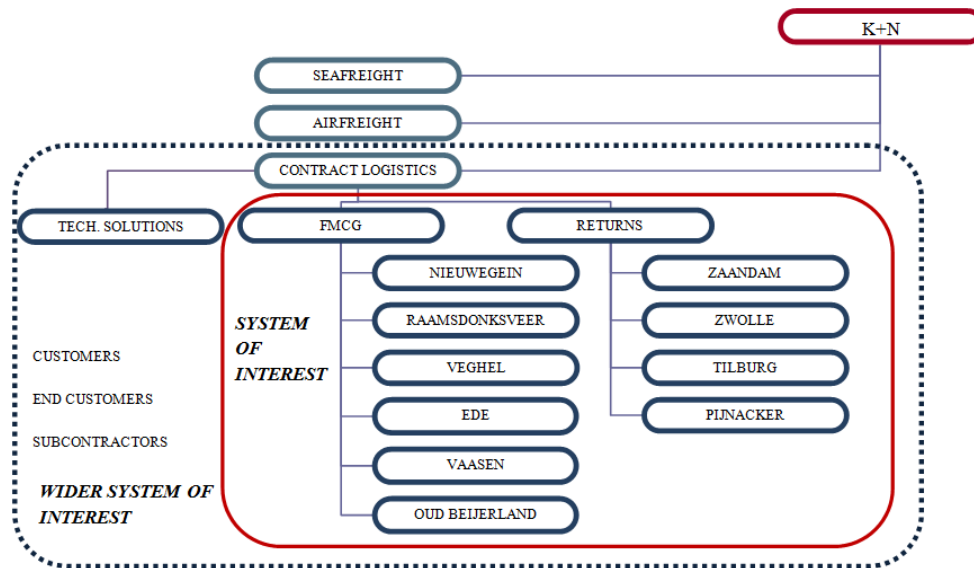 K+N
SEAFREIGHT
AIRFREIGHT
CONTRACT LOGISTICS
TECH. SOLUTIONS
FMCG
RETURNS
NIEUWEGEIN
ZAANDAM
RAAMSDONKSVEER
ZWOLLE
SYSTEM
OF
INTEREST
VEGHEL
TILBURG
CUSTOMERS
END CUSTOMERS
SUBCONTRACTORS
EDE
PIJNACKER
VAASEN
OUD BEIJERLAND
WIDER SYSTEM OF
INTEREST